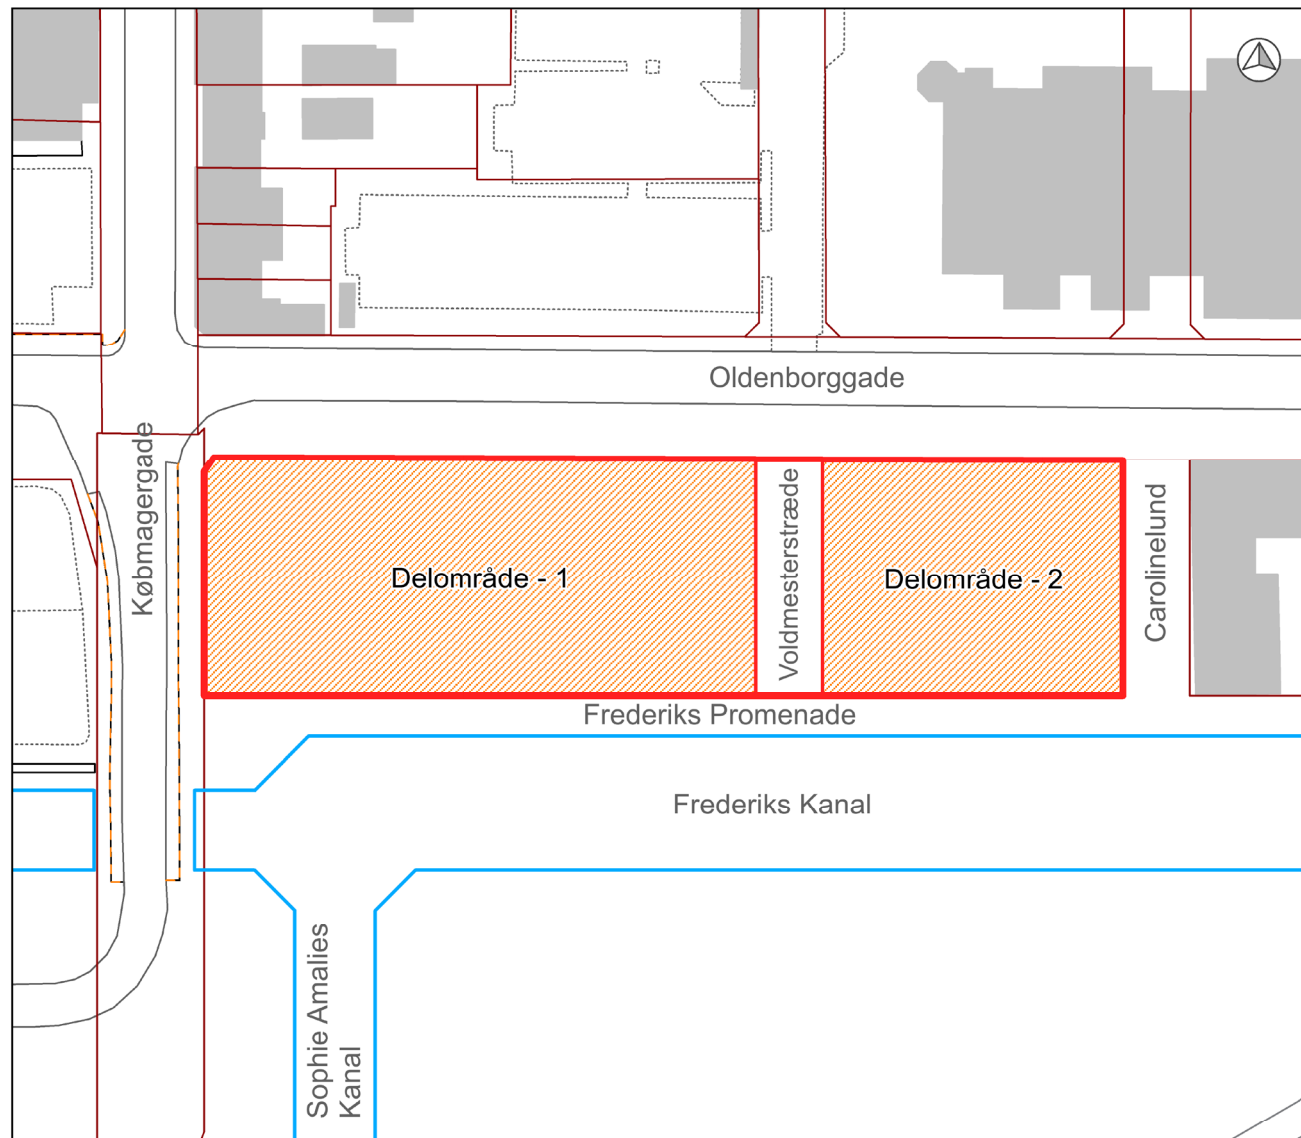 Oldenborggade
Købmagergade
Delområde - 1
Voldmesterstræde
Delområde - 2
Carolinelund
Frederiks Promenade
Frederiks Kanal
Sophie Amalies
Kanal